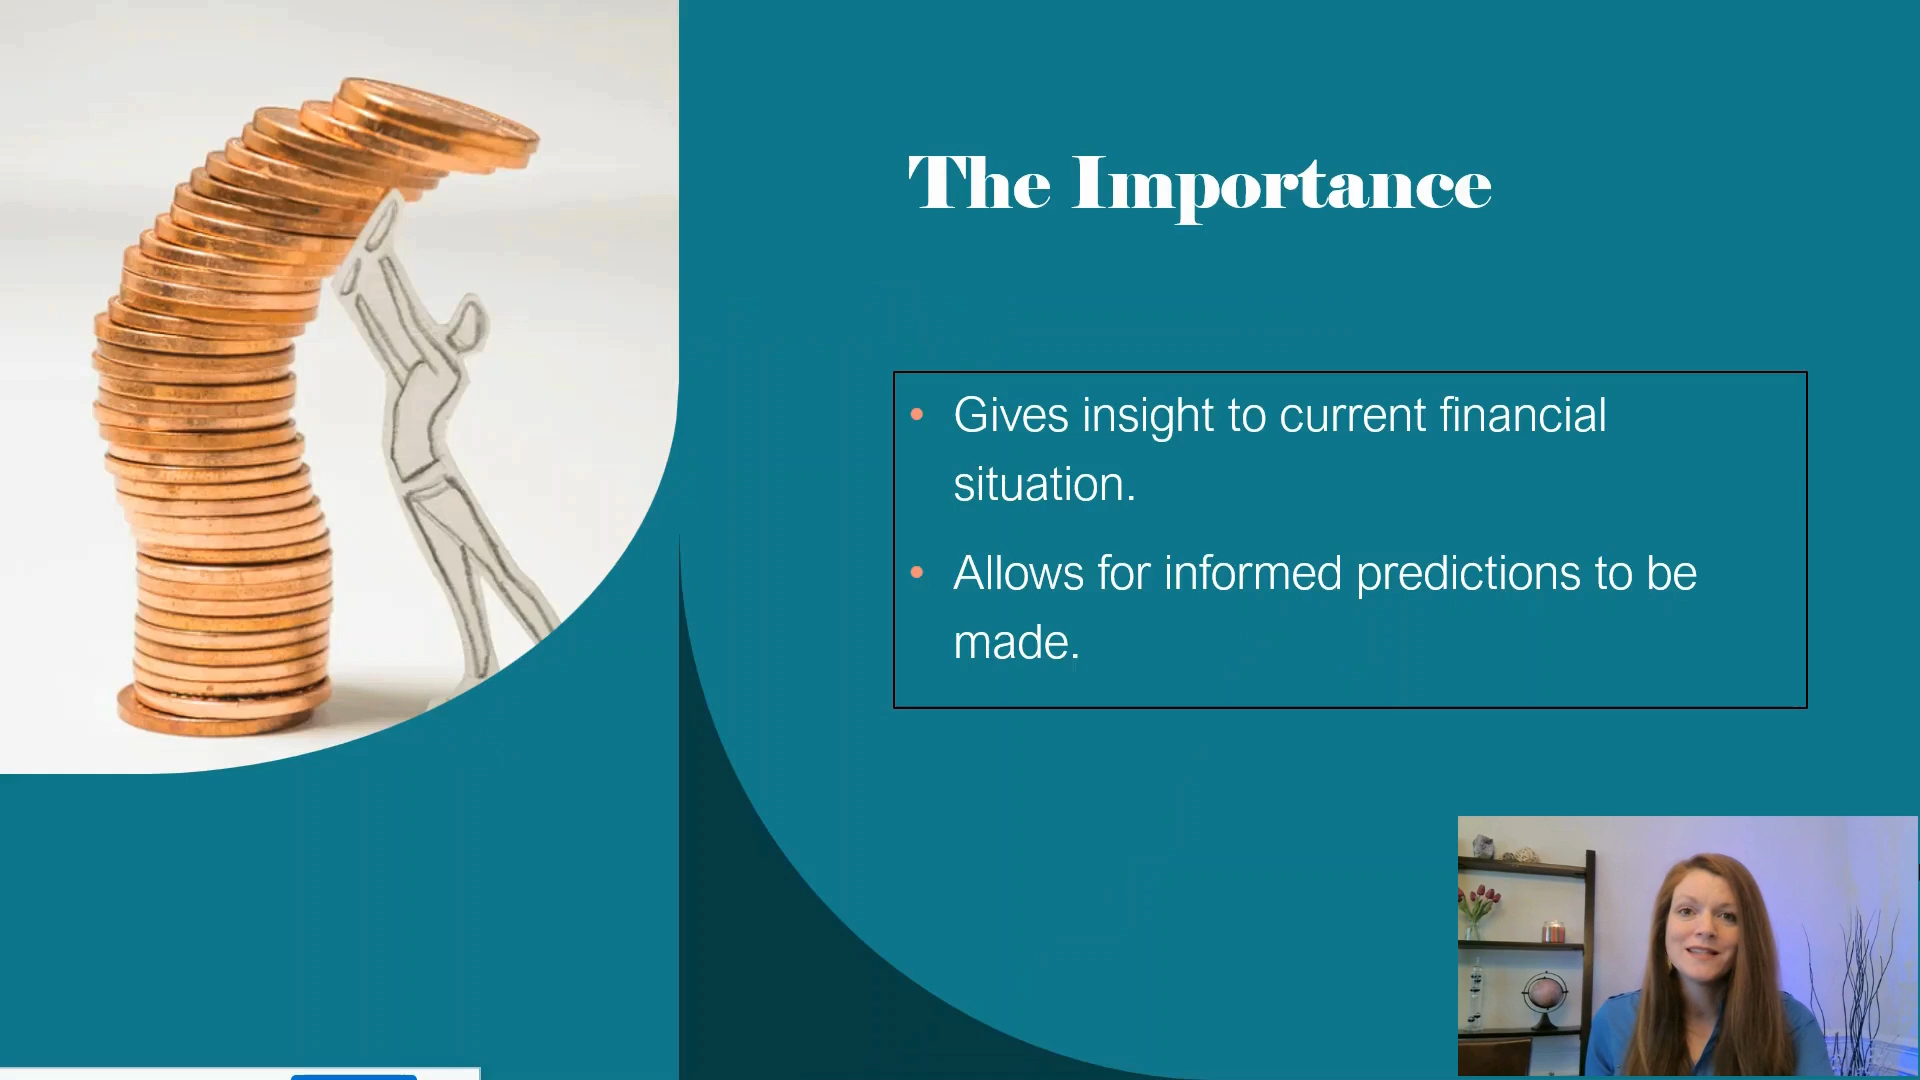 The Importance
• Gives insight to current financial
situation.
• Allows for informed predictions to be
made.